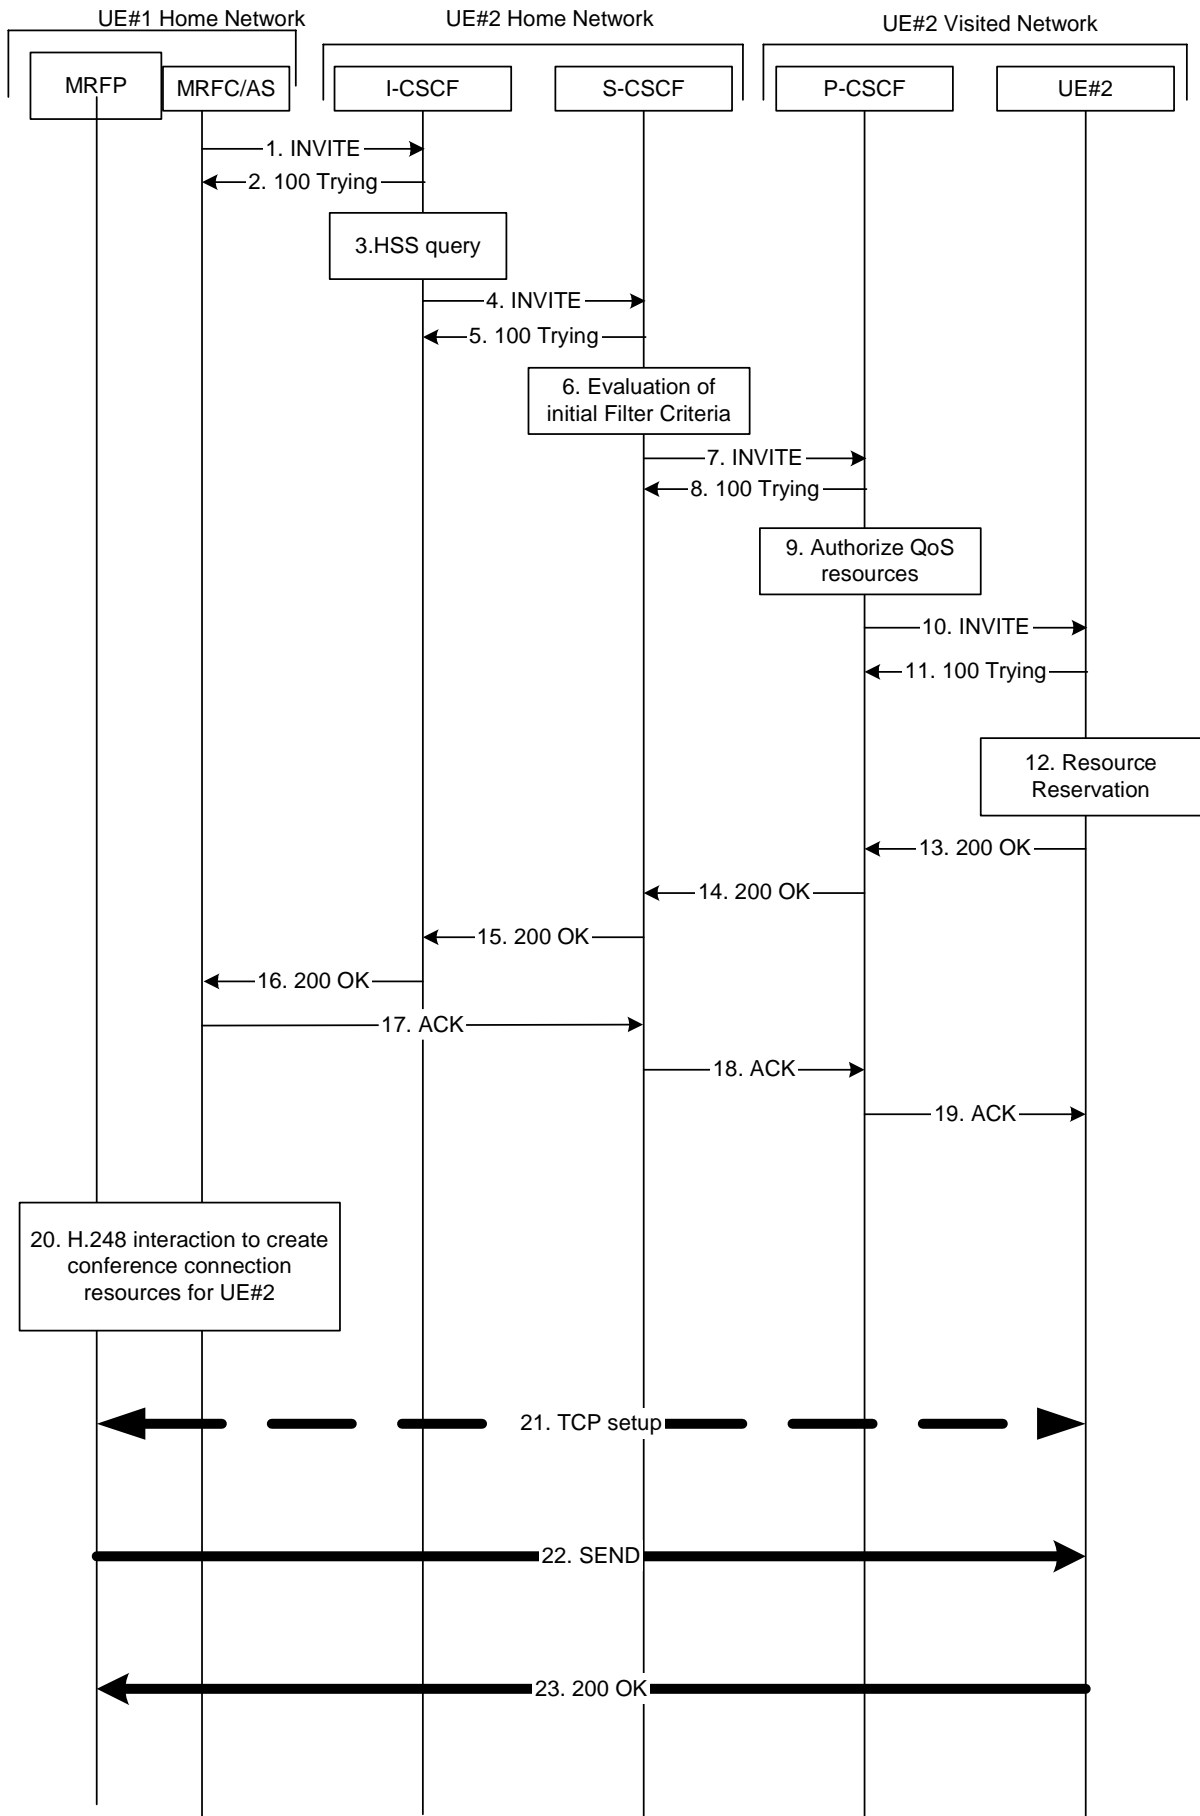 UE#1 Home Network
UE#2 Home Network
UE#2 Visited Network
MRFP
MRFC/AS
I-CSCF
S-CSCF
P-CSCF
UE#2
1. INVITE
2. 100 Trying
3.HSS query
4. INVITE
5. 100 Trying
6. Evaluation of
initial Filter Criteria
7. INVITE
8. 100 Trying
9. Authorize QoS
resources
10. INVITE
11. 100 Trying
12. Resource
Reservation
13. 200 OK
14. 200 OK
15. 200 OK
16. 200 OK
17. ACK
18. ACK
19. ACK
20. H.248 interaction to create
conference connection
resources for UE#2
21. TCP setup
22. SEND
23. 200 OK